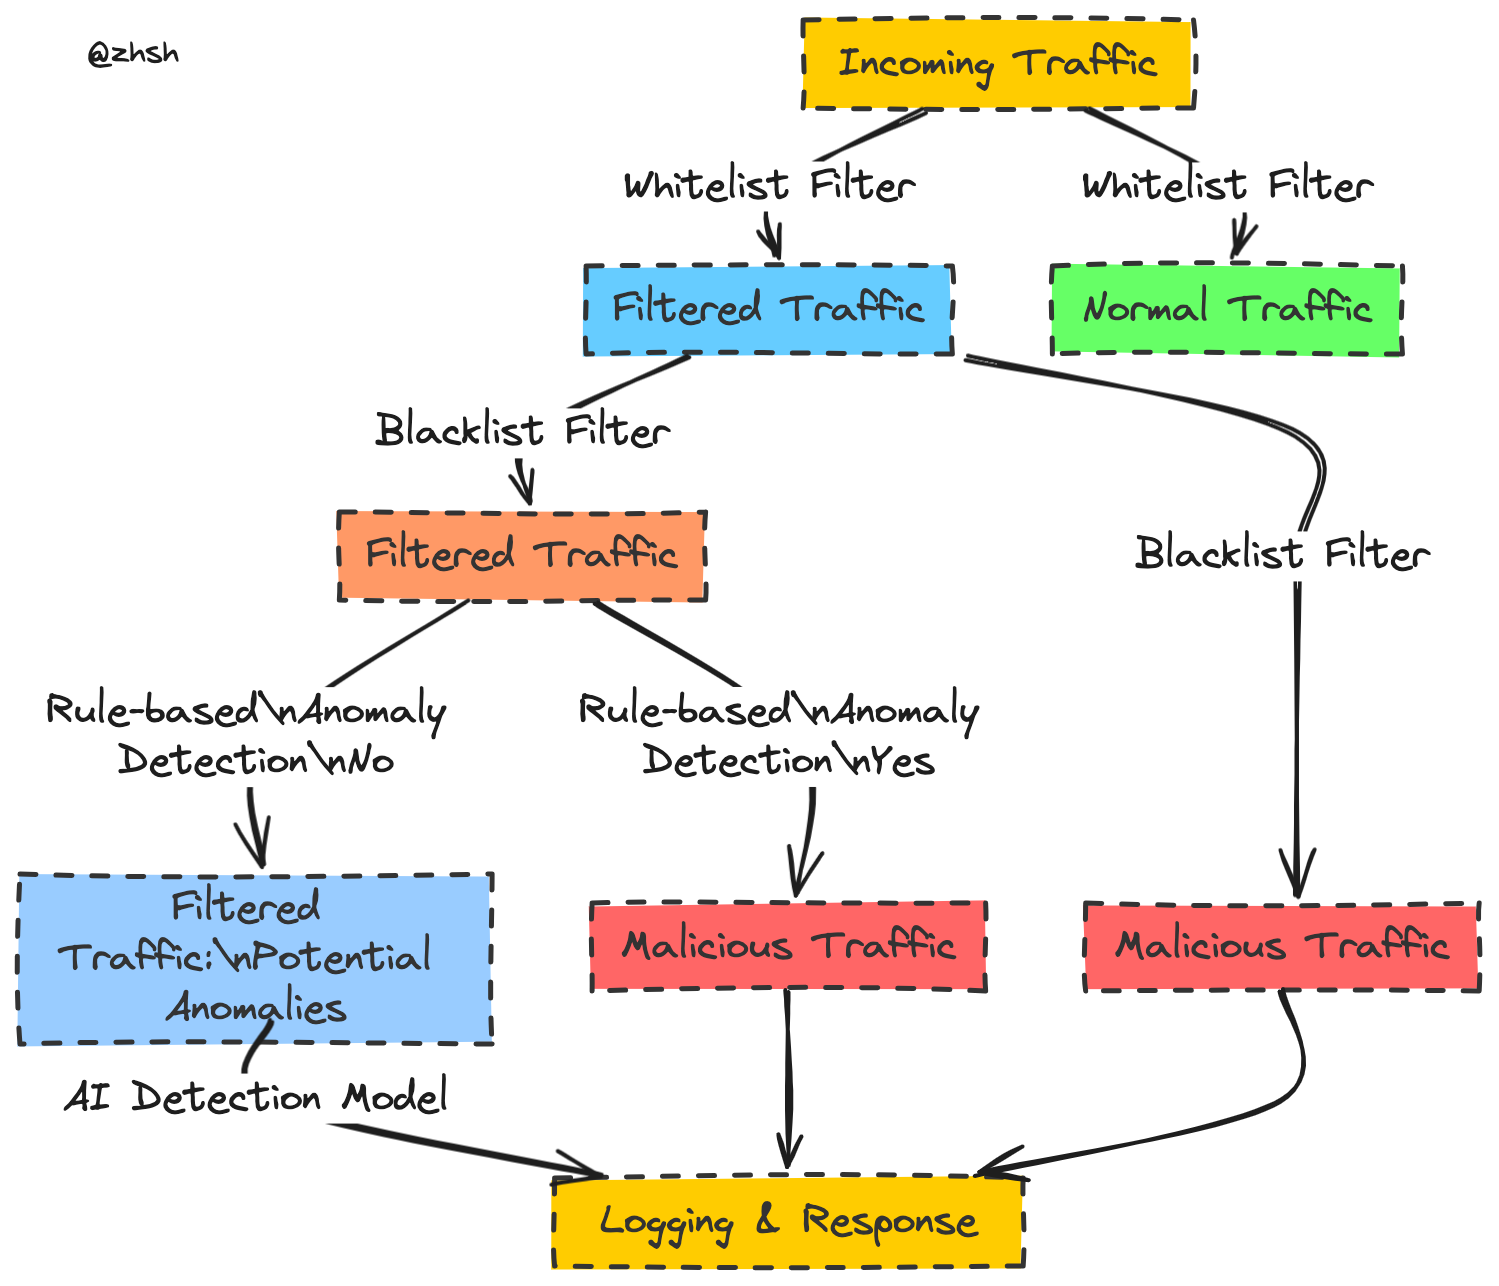 @zhsh
Incoming Traffic
Whitelist Filter
Whitelist Filter
Filtered Traffic
Normal Traffic
Blacklist Filter
Filtered Traffic
Blacklist Filter
Rule-based\nAnomaly
Detection\nNo
Rule-based\nAnomaly
Detection\nYes
Filtered
Traffic:\nPotential
Anomalies
Malicious Traffic
Malicious Traffic
AI Detection Model
Logging & Response